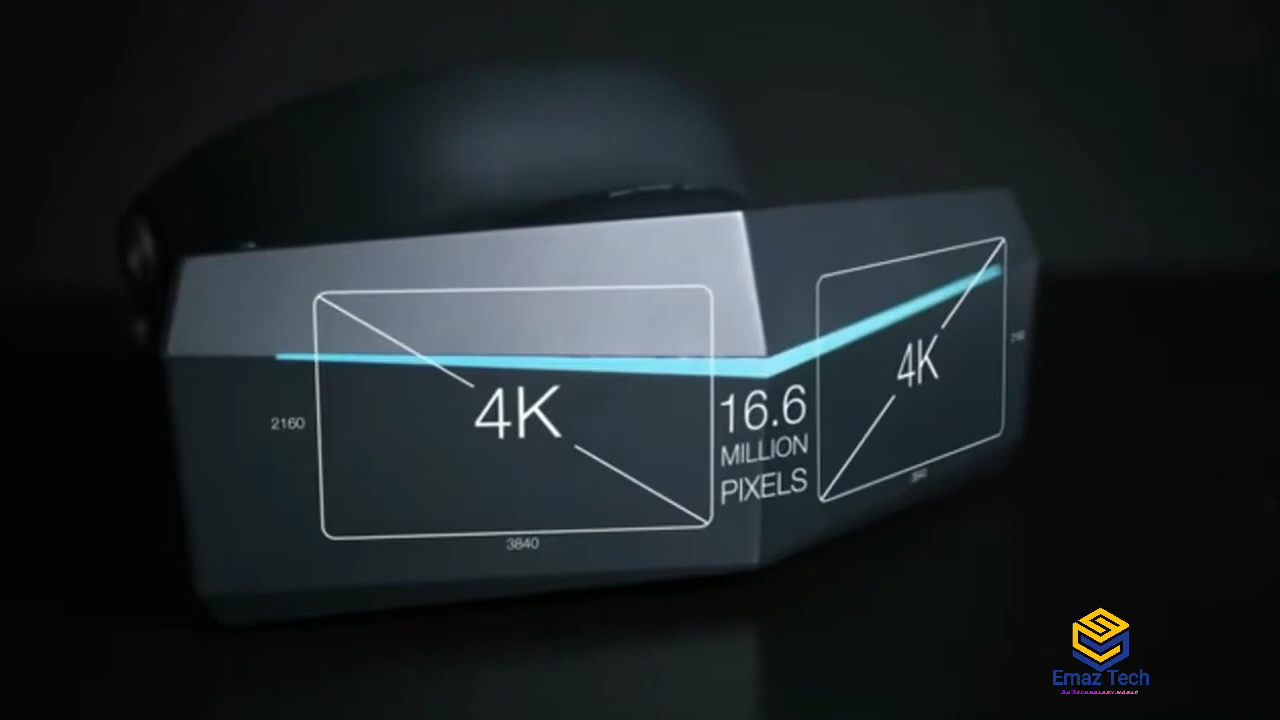 4K
2160
3840
16.6
MILLION
PIXELS
4K
2160
3840
Emaz Tech